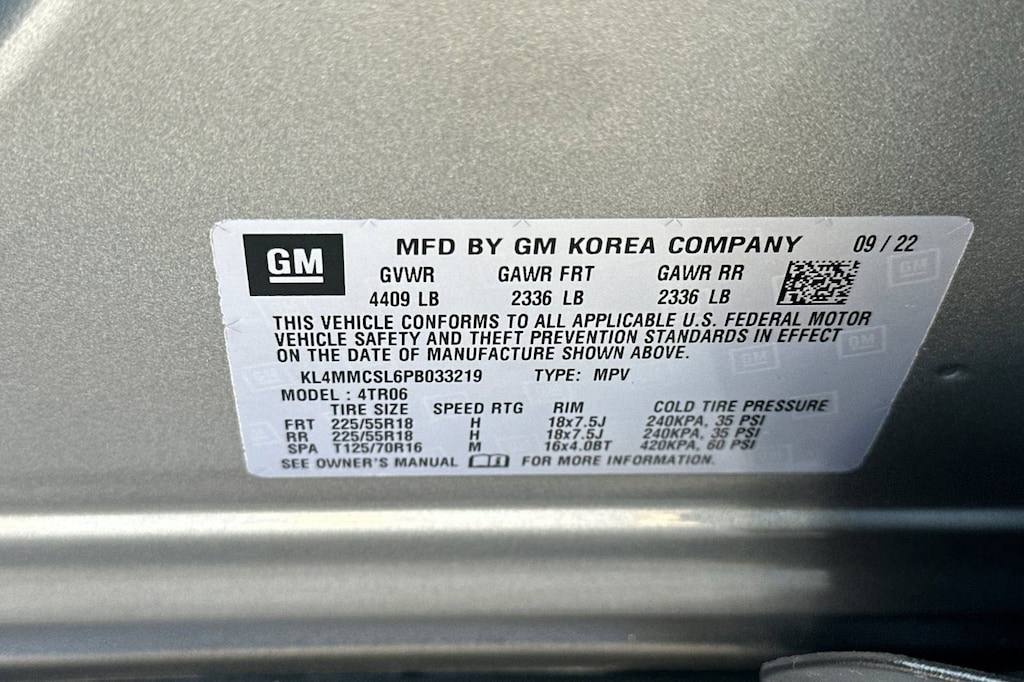 GM MFD BY GM KOREA COMPANY 09 / 22
GVWR GAWR FRT GAWR RR
4409 LB 2336 LB 2336 LB
THIS VEHICLE CONFORMS TO ALL APPLICABLE U.S. FEDERAL MOTOR
VEHICLE SAFETY AND THEFT PREVENTION STANDARDS IN EFFECT
ON THE DATE OF MANUFACTURE SHOWN ABOVE.
KL4MMCSL6PB033219 TYPE: MPV
MODEL : 4TR06
TIRE SIZE SPEED RTG RIM COLD TIRE PRESSURE
FRT 225/55R18 H 18x7.5J 240KPA, 35 PSI
RR 225/55R18 H 18x7.5J 240KPA, 35 PSI
SPA T125/70R16 M 16x4.0BT 420KPA, 60 PSI
SEE OWNER'S MANUAL FOR MORE INFORMATION.